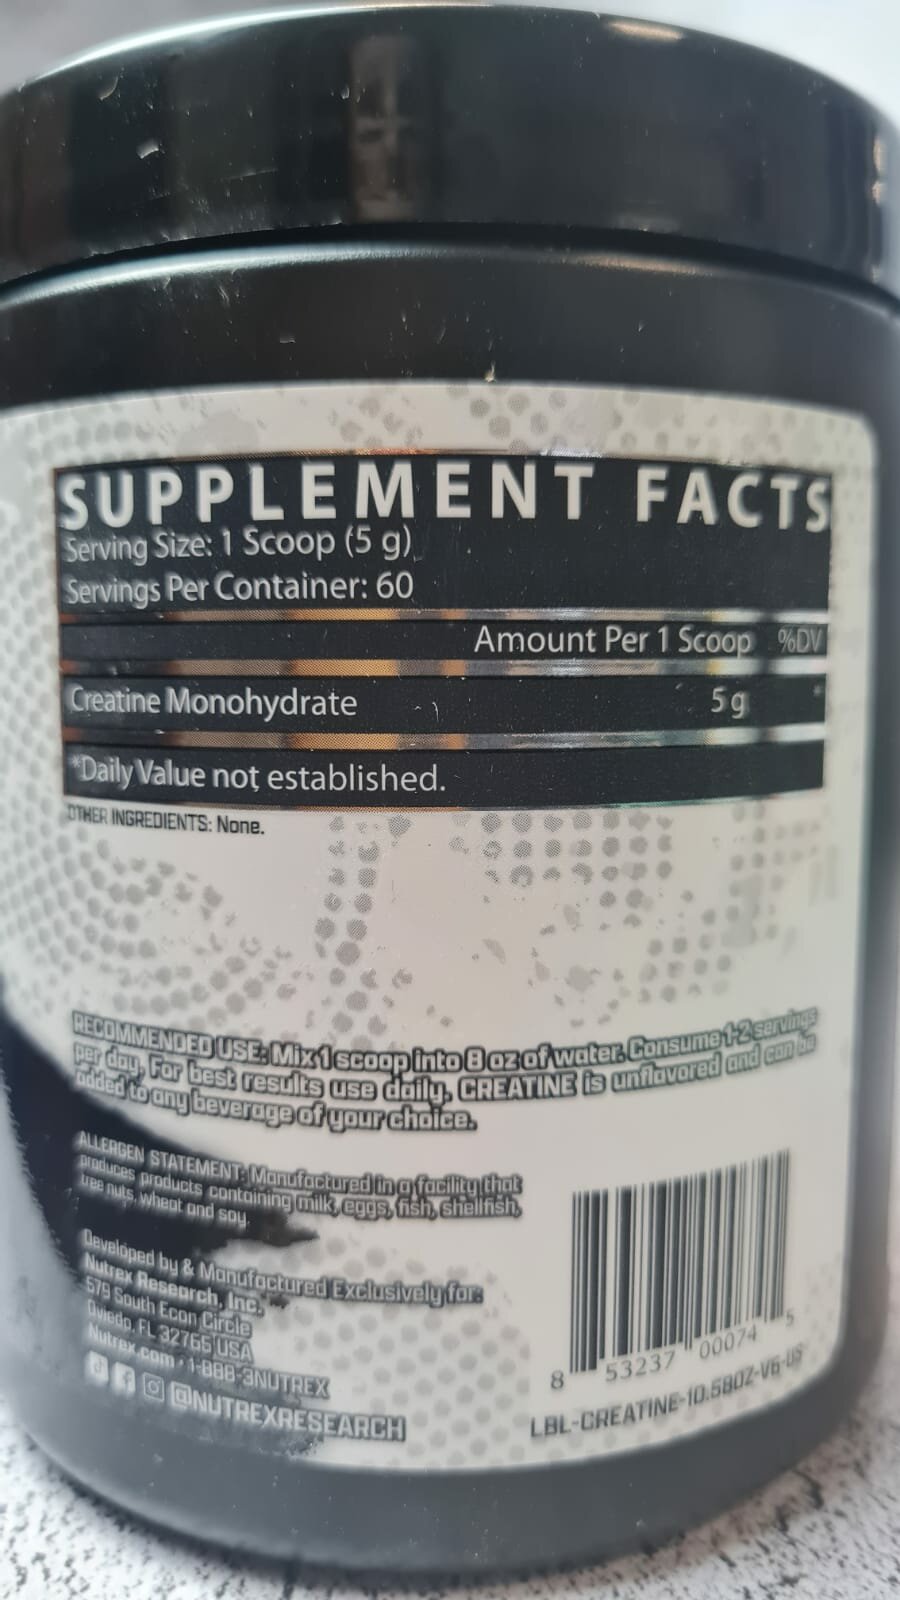 SUPPLEMENT FACTS
Serving Size: 1 Scoop (5 g)
Servings Per Container: 60
Amount Per 1 Scoop %DV
Creatine Monohydrate 5 g *
*Daily Value not established.
OTHER INGREDIENTS: None.
RECOMMENDED USE: Mix 1 scoop into 8 oz of water. Consume 1-2 servings
per day. For best results use daily. CREATINE is unflavored and can be
added to any beverage of your choice.
ALLERGEN STATEMENT: Manufactured in a facility that
produces products containing milk, eggs, fish, shellfish,
tree nuts, wheat and soy.
Developed by & Manufactured Exclusively for:
Nutrex Research, Inc.
579 South Econ Circle
Oviedo, FL 32765 USA
Nutrex.com • 1-888-3NUTREX
@NUTREXRESEARCH
8 53237 00074 5
LBL-CREATINE-10.58OZ-V6-US